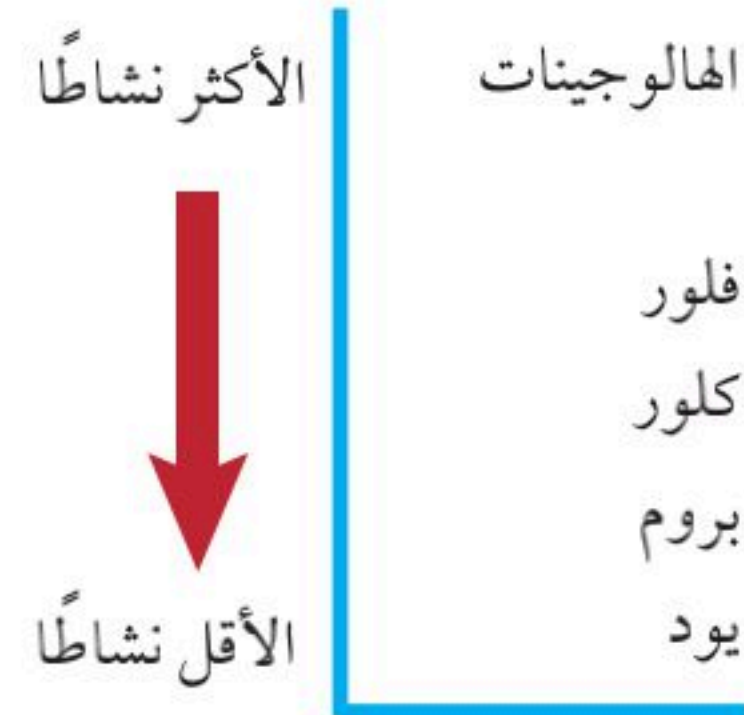 الهالوجينات
الأكثر نشاطًا
فلور
كلور
بروم
يود
الأقل نشاطًا